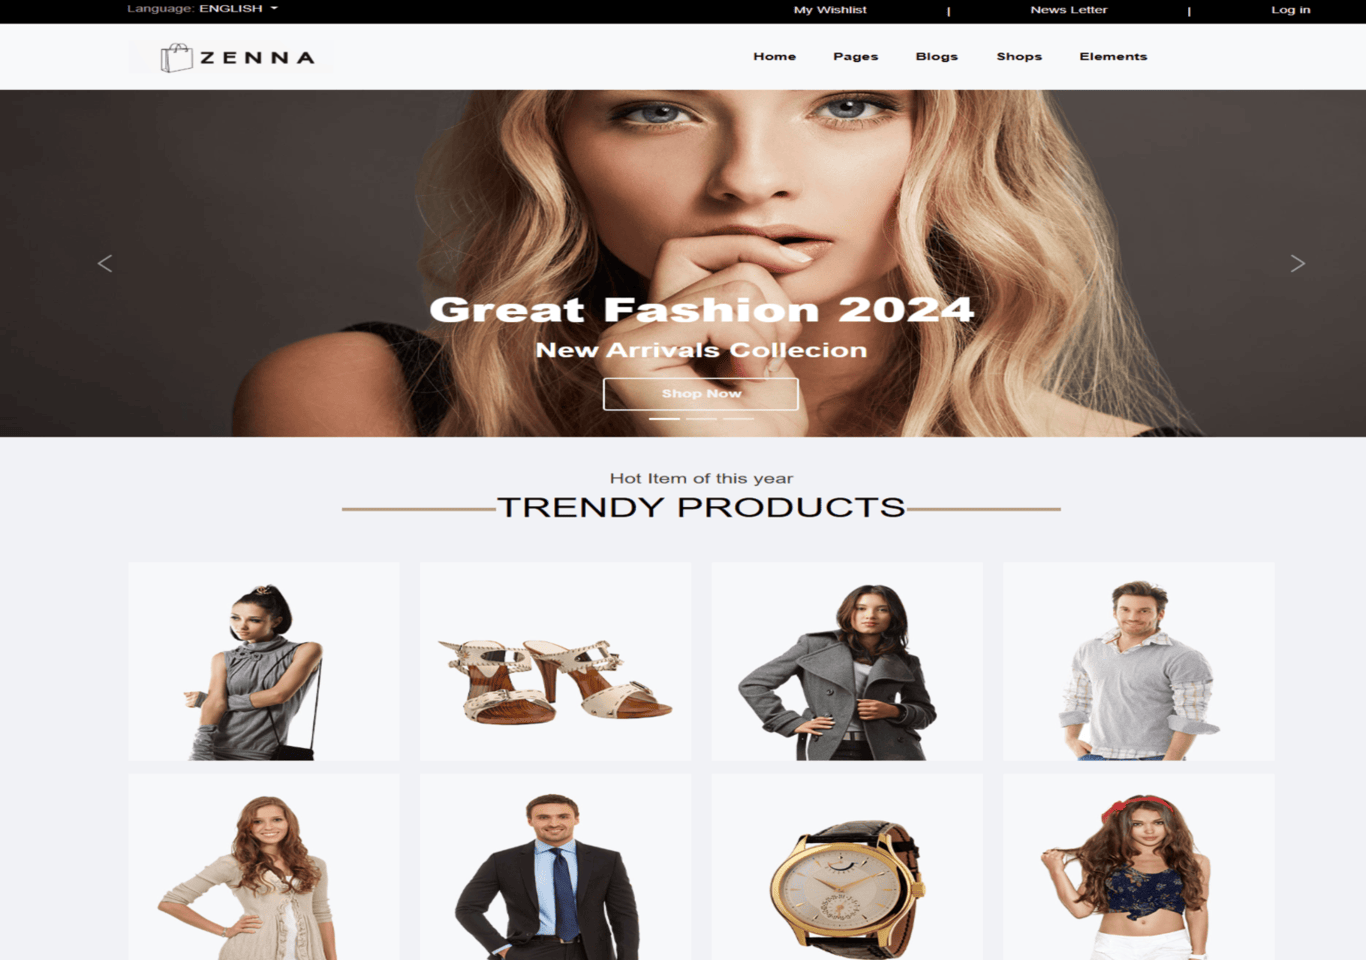 Language: ENGLISH
My Wishlist | News Letter | Log in
ZENNA
Home Pages Blogs Shops Elements
Great Fashion 2024
New Arrivals Collecion
Shop Now
Hot Item of this year
TRENDY PRODUCTS